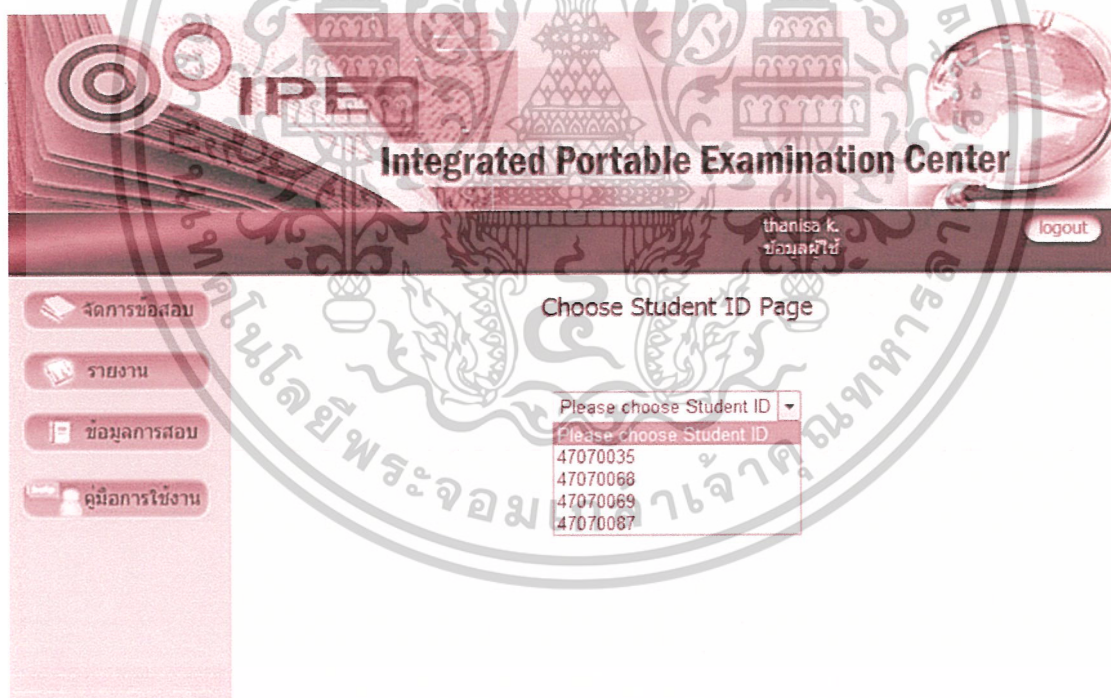 IPEC
Integrated Portable Examination Center
thanisa k.
ข้อมูลผู้ใช้
logout
จัดการข้อสอบ
รายงาน
ข้อมูลการสอบ
คู่มือการใช้งาน
Choose Student ID Page
Please choose Student ID
Please choose Student ID
47070035
47070068
47070069
47070087